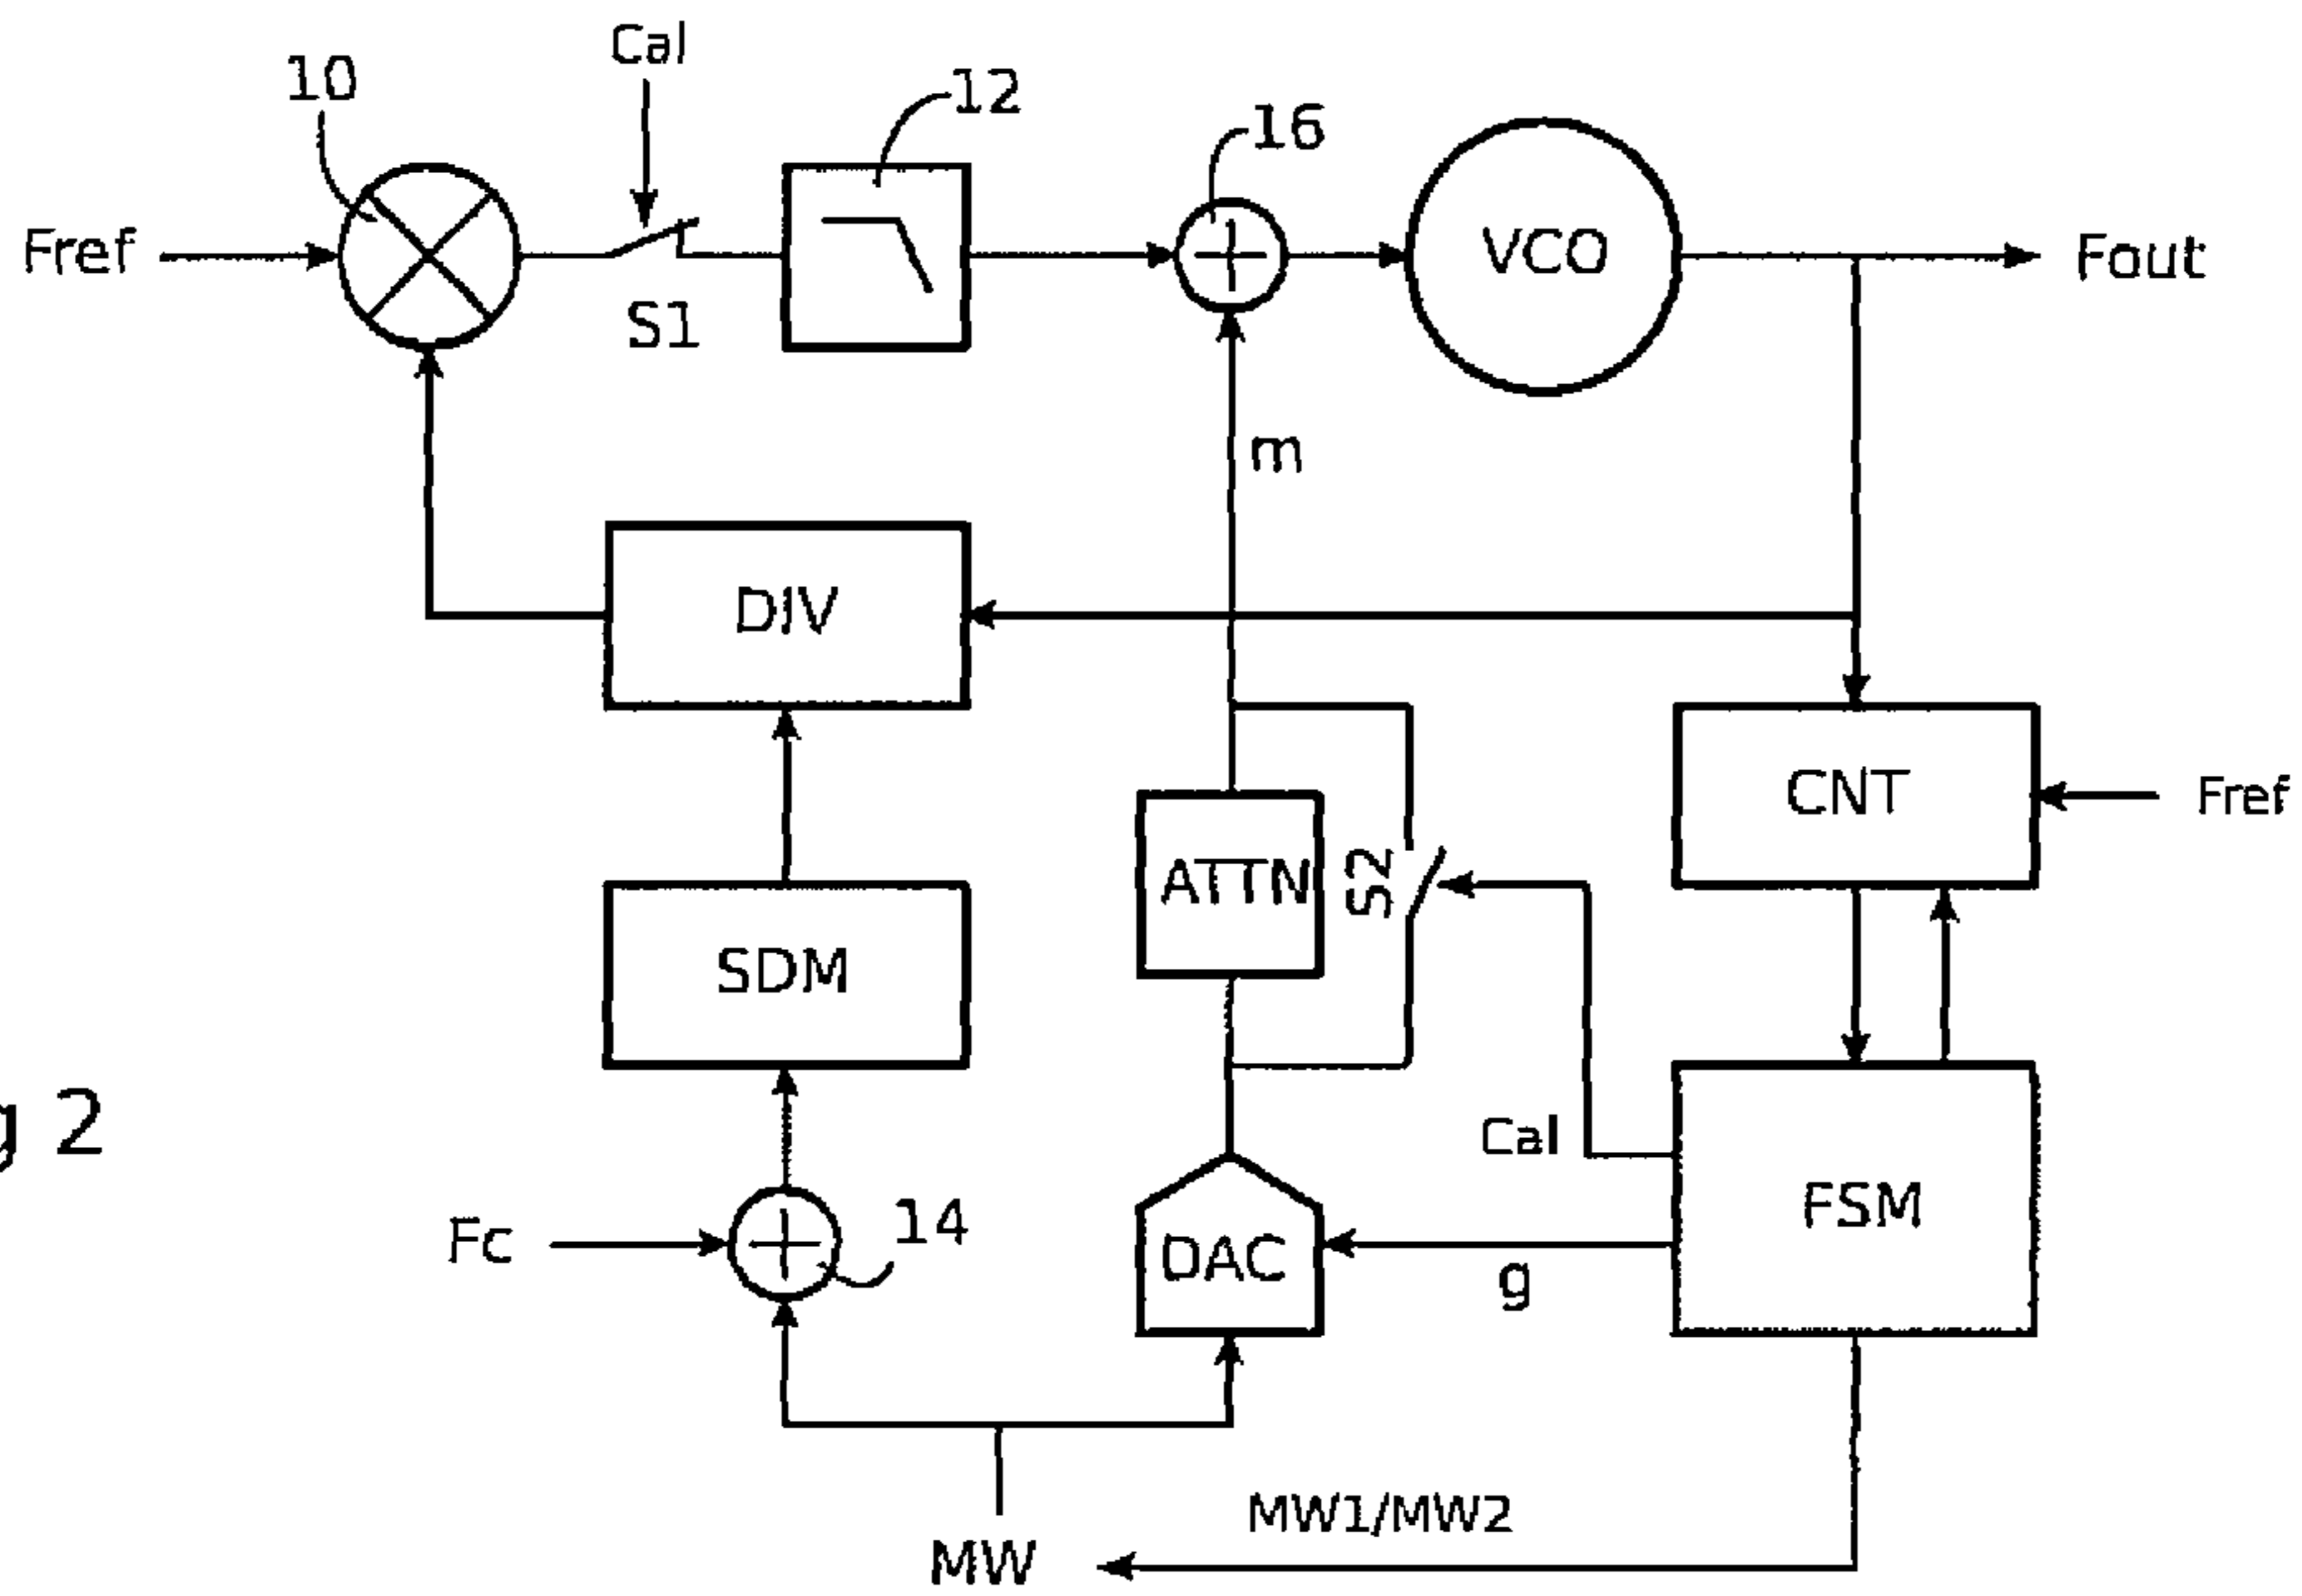 Cal
10
12
16
Fref
VCO
Fout
S1
m
DIV
CNT
Fref
ATTN
S2
SDM
g 2
Cal
FSM
Fc
14
DAC
g
MW1/MW2
MW